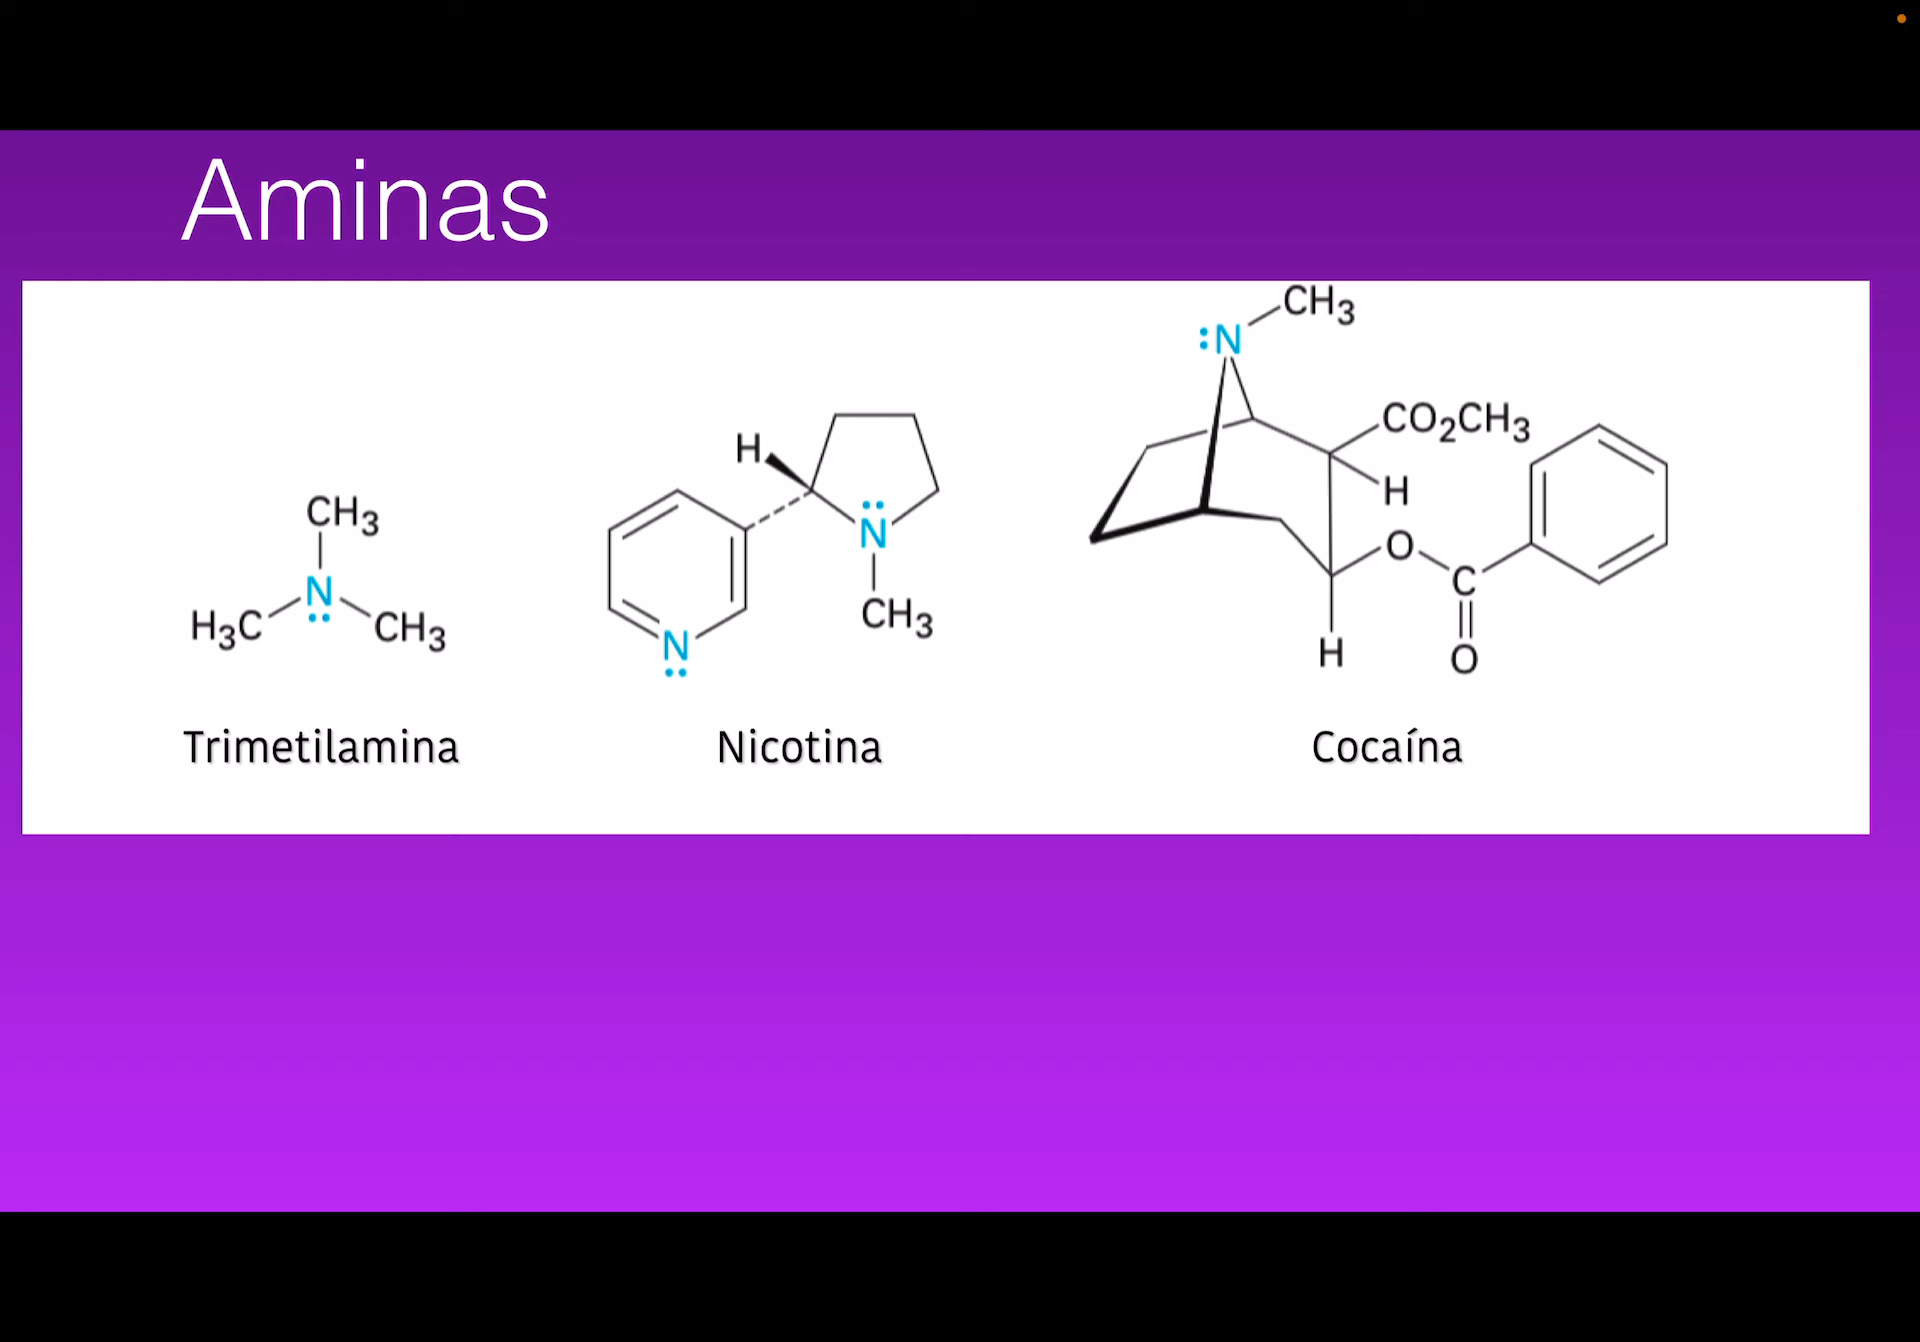 Aminas
CH3
N
H3C
CH3
H
N
CH3
N
:N
CH3
CO2CH3
H
O
C
H
O
Trimetilamina
Nicotina
Cocaína